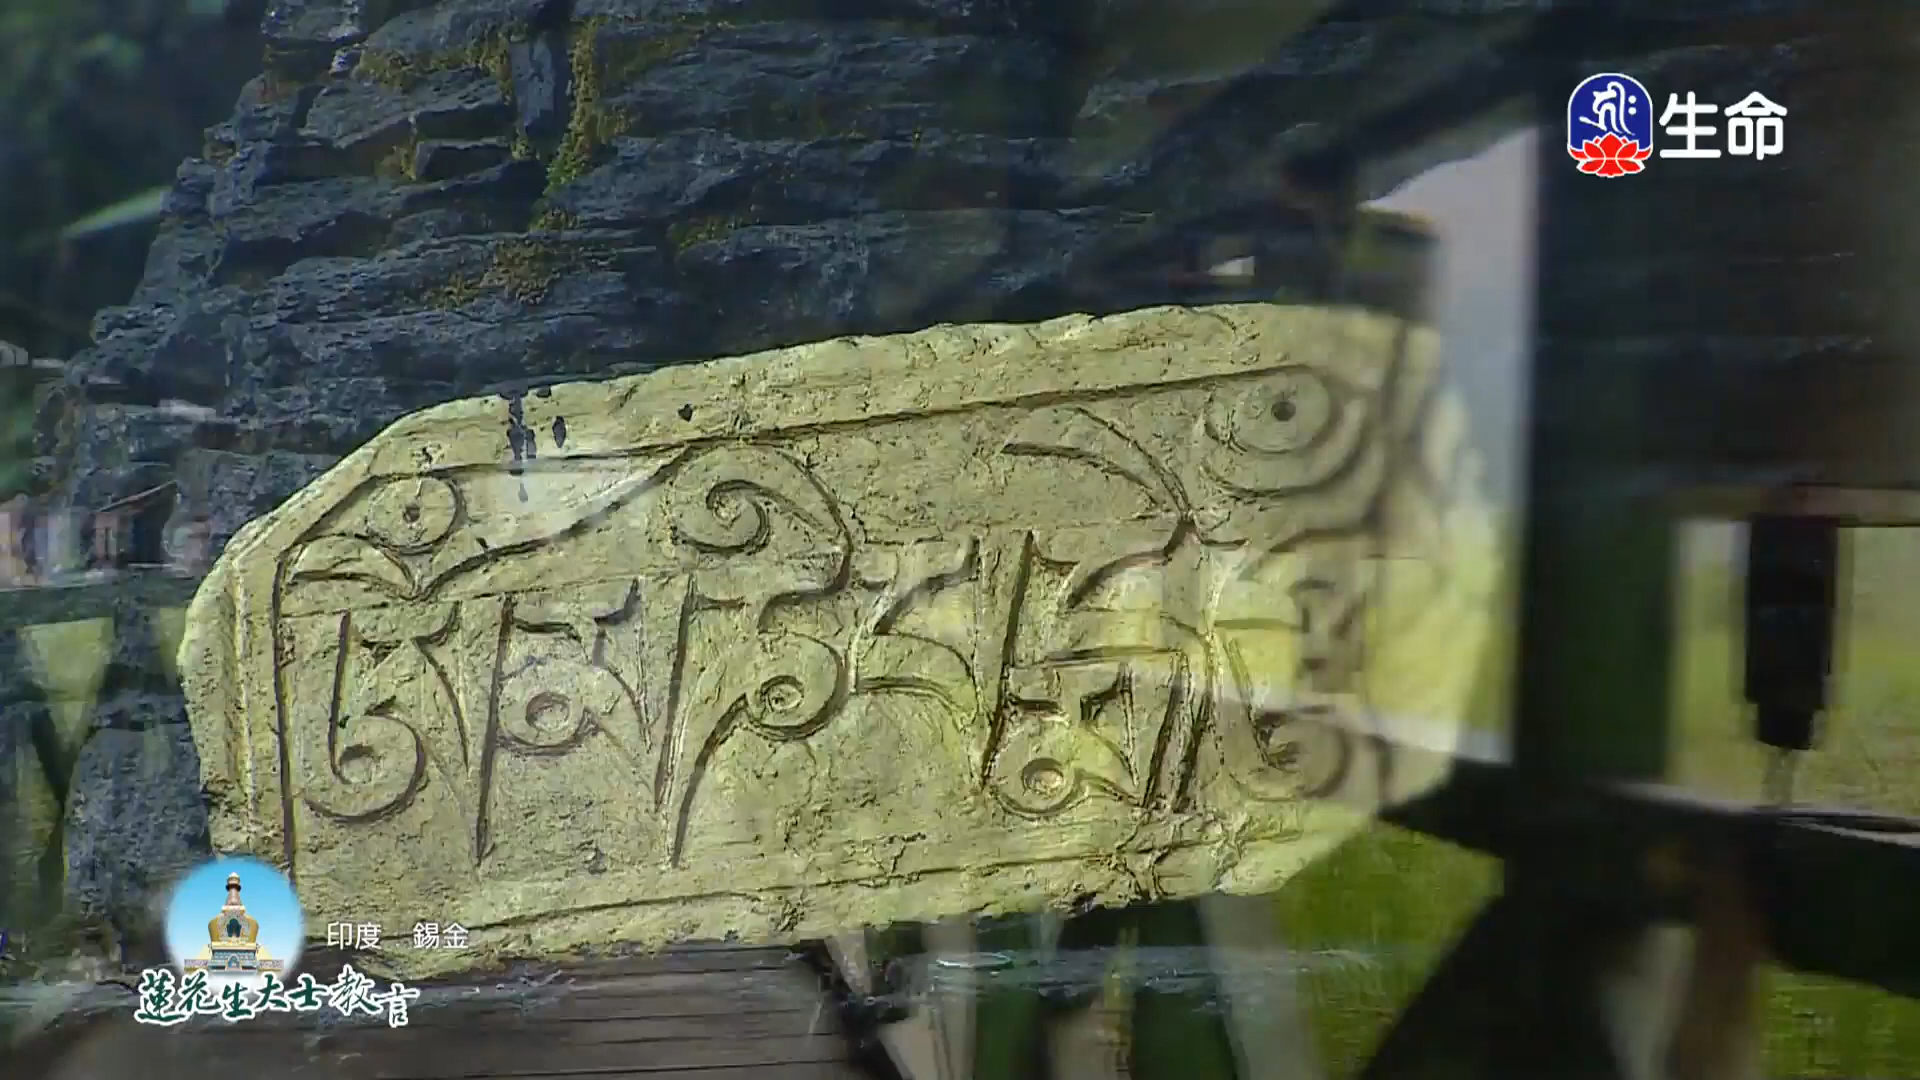 生命
ཨོཾ་མ་ཎི་པདྨེ་ཧཱུྃ
印度 錫金
蓮花生大士教言